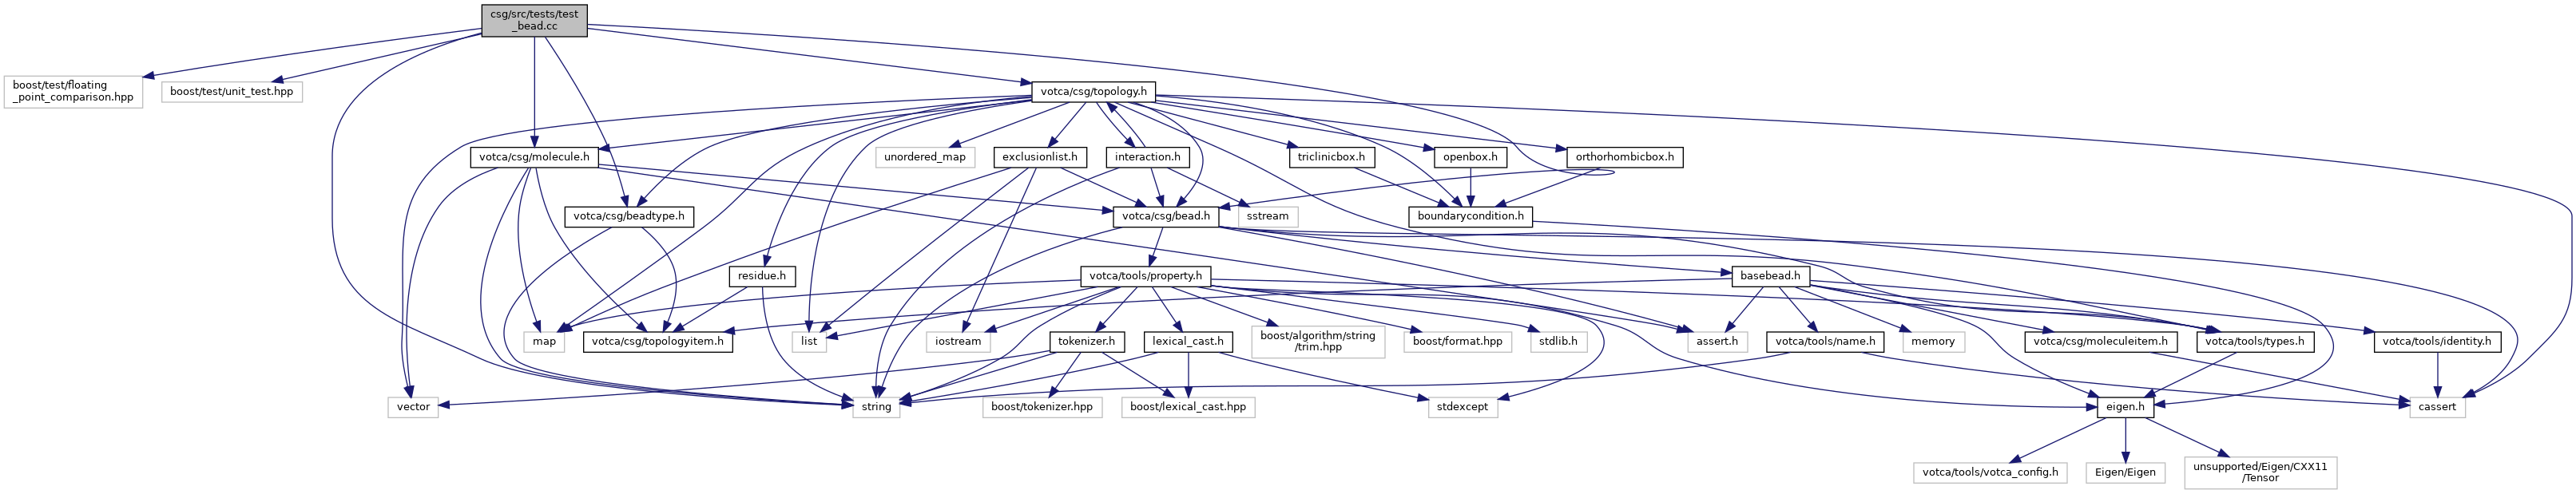 csg/src/tests/test
_bead.cc
boost/test/floating
_point_comparison.hpp
boost/test/unit_test.hpp
votca/csg/topology.h
votca/csg/molecule.h
unordered_map
exclusionlist.h
interaction.h
triclinicbox.h
openbox.h
orthorhombicbox.h
votca/csg/beadtype.h
votca/csg/bead.h
sstream
boundarycondition.h
residue.h
votca/tools/property.h
basebead.h
map
votca/csg/topologyitem.h
list
iostream
tokenizer.h
lexical_cast.h
boost/algorithm/string
/trim.hpp
boost/format.hpp
stdlib.h
assert.h
votca/tools/name.h
memory
votca/csg/moleculeitem.h
votca/tools/types.h
votca/tools/identity.h
vector
string
boost/tokenizer.hpp
boost/lexical_cast.hpp
stdexcept
eigen.h
cassert
votca/tools/votca_config.h
Eigen/Eigen
unsupported/Eigen/CXX11
/Tensor